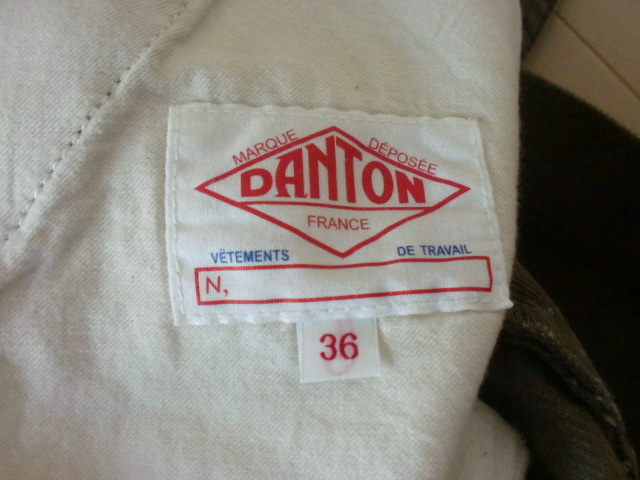 MARQUE DÉPOSÉE
DANTON
FRANCE
VÊTEMENTS DE TRAVAIL
N,
36